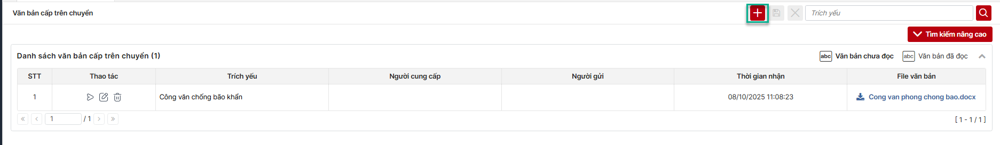 Văn bản cấp trên chuyển
Trích yếu
Tìm kiếm nâng cao
Danh sách văn bản cấp trên chuyển (1)
abc Văn bản chưa đọc abc Văn bản đã đọc
STT Thao tác Trích yếu Người cung cấp Người gửi Thời gian nhận File văn bản
1 Công văn chống bão khẩn 08/10/2025 11:08:23 Cong van phong chong bao.docx
« ‹ 1 / 1 › » [ 1 - 1 / 1 ]